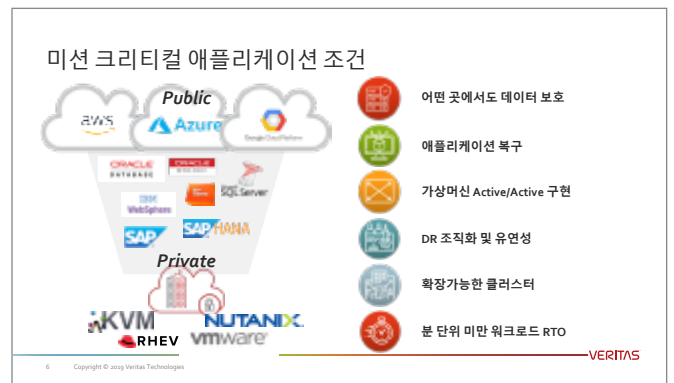 미션 크리티컬 애플리케이션 조건
Public
aws
Azure
Google Cloud Platform
ORACLE
DATABASE
ORACLE
SQL Server
IBM
WebSphere
SAP
SAP HANA
Private
KVM
NUTANIX
RHEV
vmware
어떤 곳에서도 데이터 보호
애플리케이션 복구
가상머신 Active/Active 구현
DR 조직화 및 유연성
확장가능한 클러스터
분 단위 미만 워크로드 RTO
6 Copyright © 2019 Veritas Technologies
VERITAS